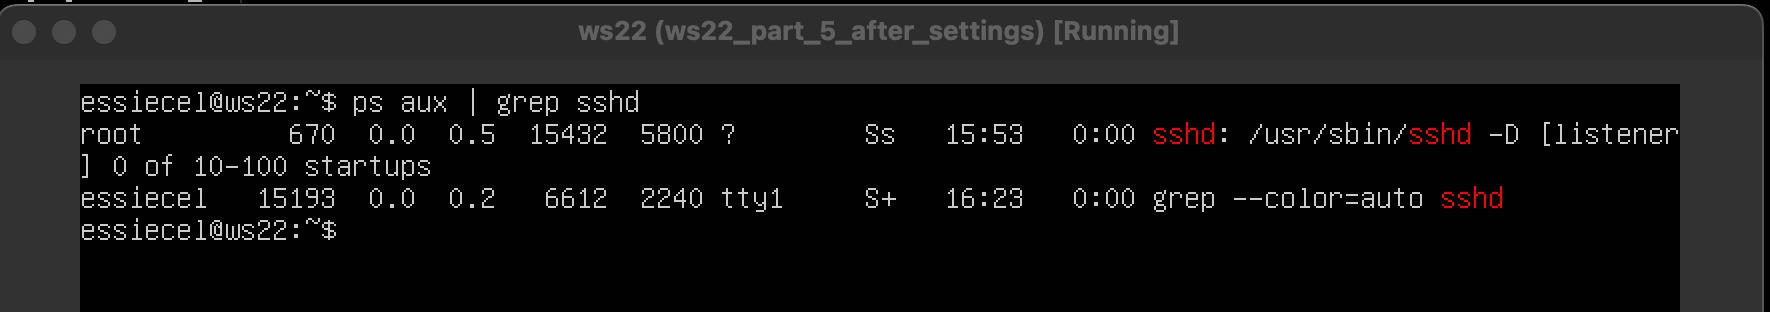 ws22 (ws22_part_5_after_settings) [Running]
essiecel@ws22:~$ ps aux | grep sshd
root         670  0.0  0.5  15432  5800 ?        Ss   15:53   0:00 sshd: /usr/sbin/sshd -D [listener
] 0 of 10-100 startups
essiecel   15193  0.0  0.2   6612  2240 tty1     S+   16:23   0:00 grep --color=auto sshd
essiecel@ws22:~$